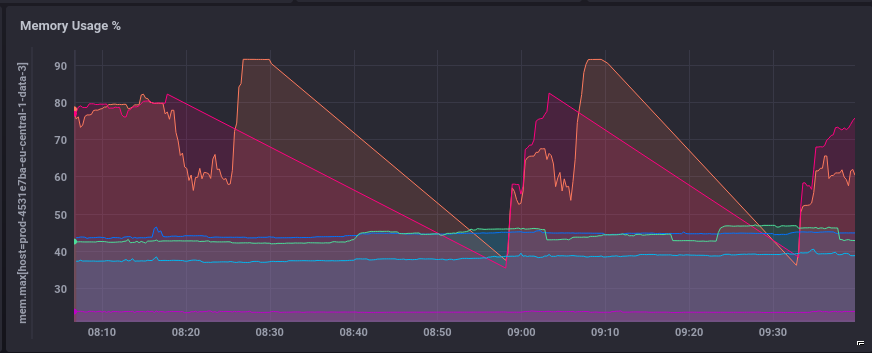 Memory Usage %
mem.max[host=prod-4531e7ba-eu-central-1-data-3]
90
80
70
60
50
40
30
08:10 08:20 08:30 08:40 08:50 09:00 09:10 09:20 09:30